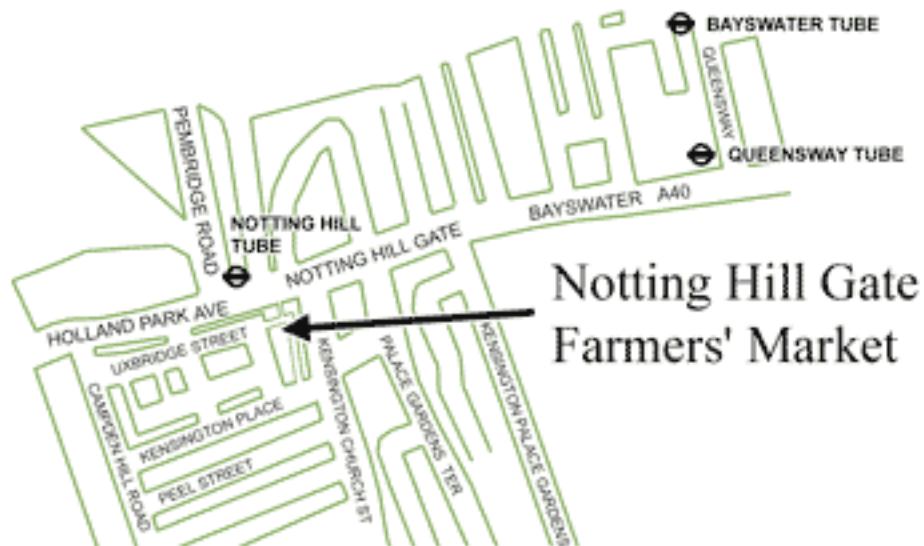 BAYSWATER TUBE
QUEENSWAY
QUEENSWAY TUBE
PEMBRIDGE ROAD
BAYSWATER A40
NOTTING HILL
TUBE
NOTTING HILL GATE
Notting Hill Gate
Farmers' Market
HOLLAND PARK AVE
UXBRIDGE STREET
KENSINGTON CHURCH ST
PALACE GARDENS TER
KENSINGTON PALACE GARDENS
CAMPDEN HILL ROAD
KENSINGTON PLACE
PEEL STREET